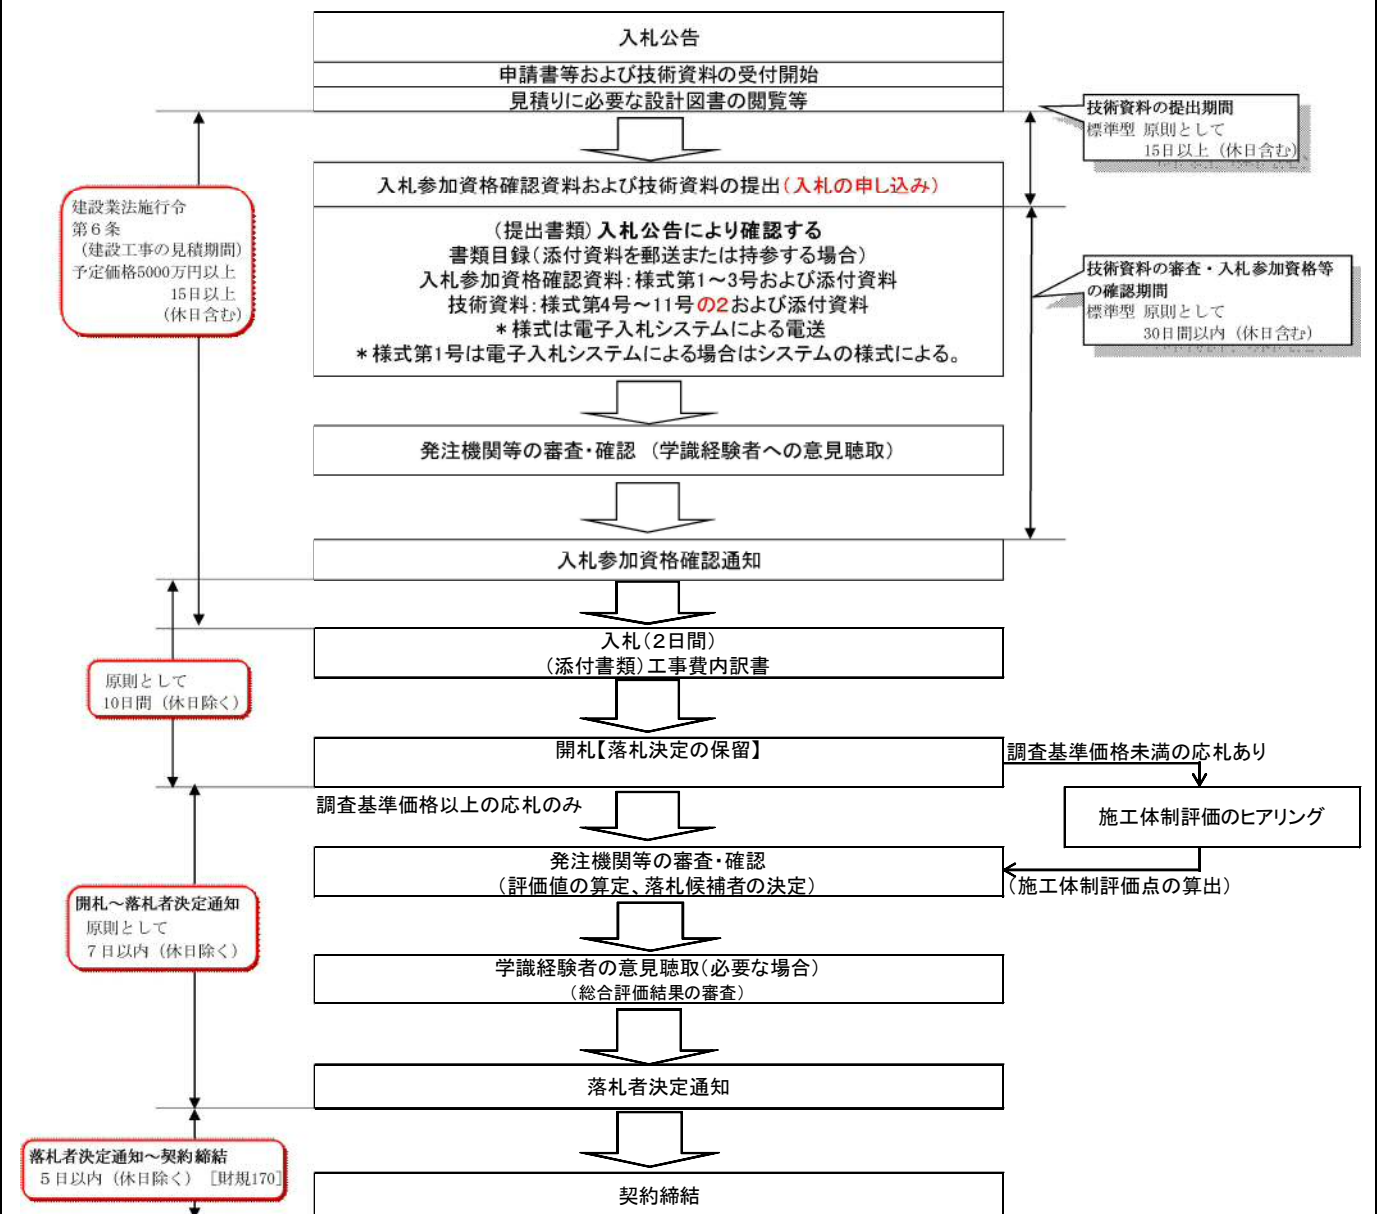 入札公告
申請書等および技術資料の受付開始
見積りに必要な設計図書の閲覧等
技術資料の提出期間
標準型 原則として
15日以上（休日含む）
入札参加資格確認資料および技術資料の提出（入札の申し込み）
建設業法施行令
第６条
（建設工事の見積期間）
予定価格5000万円以上
15日以上
（休日含む）
（提出書類）入札公告により確認する
書類目録（添付資料を郵送または持参する場合）
入札参加資格確認資料：様式第1～3号および添付資料
技術資料：様式第4号～11号の2および添付資料
＊様式は電子入札システムによる電送
＊様式第1号は電子入札システムによる場合はシステムの様式による。
技術資料の審査・入札参加資格等
の確認期間
標準型 原則として
30日間以内（休日含む）
発注機関等の審査・確認 （学識経験者への意見聴取）
入札参加資格確認通知
入札（２日間）
（添付書類）工事費内訳書
原則として
10日間（休日除く）
開札【落札決定の保留】
調査基準価格未満の応札あり
調査基準価格以上の応札のみ
施工体制評価のヒアリング
発注機関等の審査・確認
（評価値の算定、落札候補者の決定）
（施工体制評価点の算出）
開札～落札者決定通知
原則として
７日以内（休日除く）
学識経験者の意見聴取（必要な場合）
（総合評価結果の審査）
落札者決定通知
落札者決定通知～契約締結
５日以内（休日除く）［財規170］
契約締結